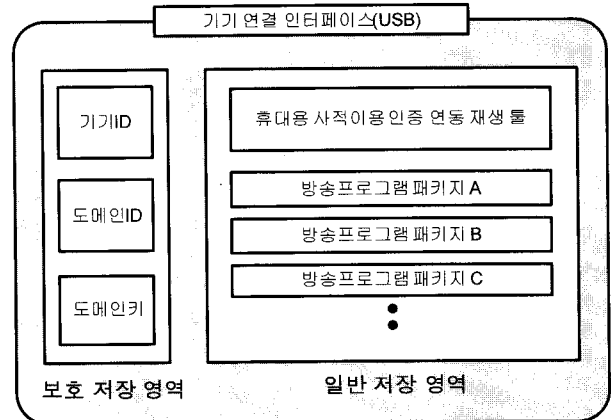 기기 연결 인터페이스(USB)
기기ID
도메인ID
도메인키
보호 저장 영역
휴대용 사적이용 인증 연동 재생 툴
방송프로그램 패키지 A
방송프로그램 패키지 B
방송프로그램 패키지 C
일반 저장 영역